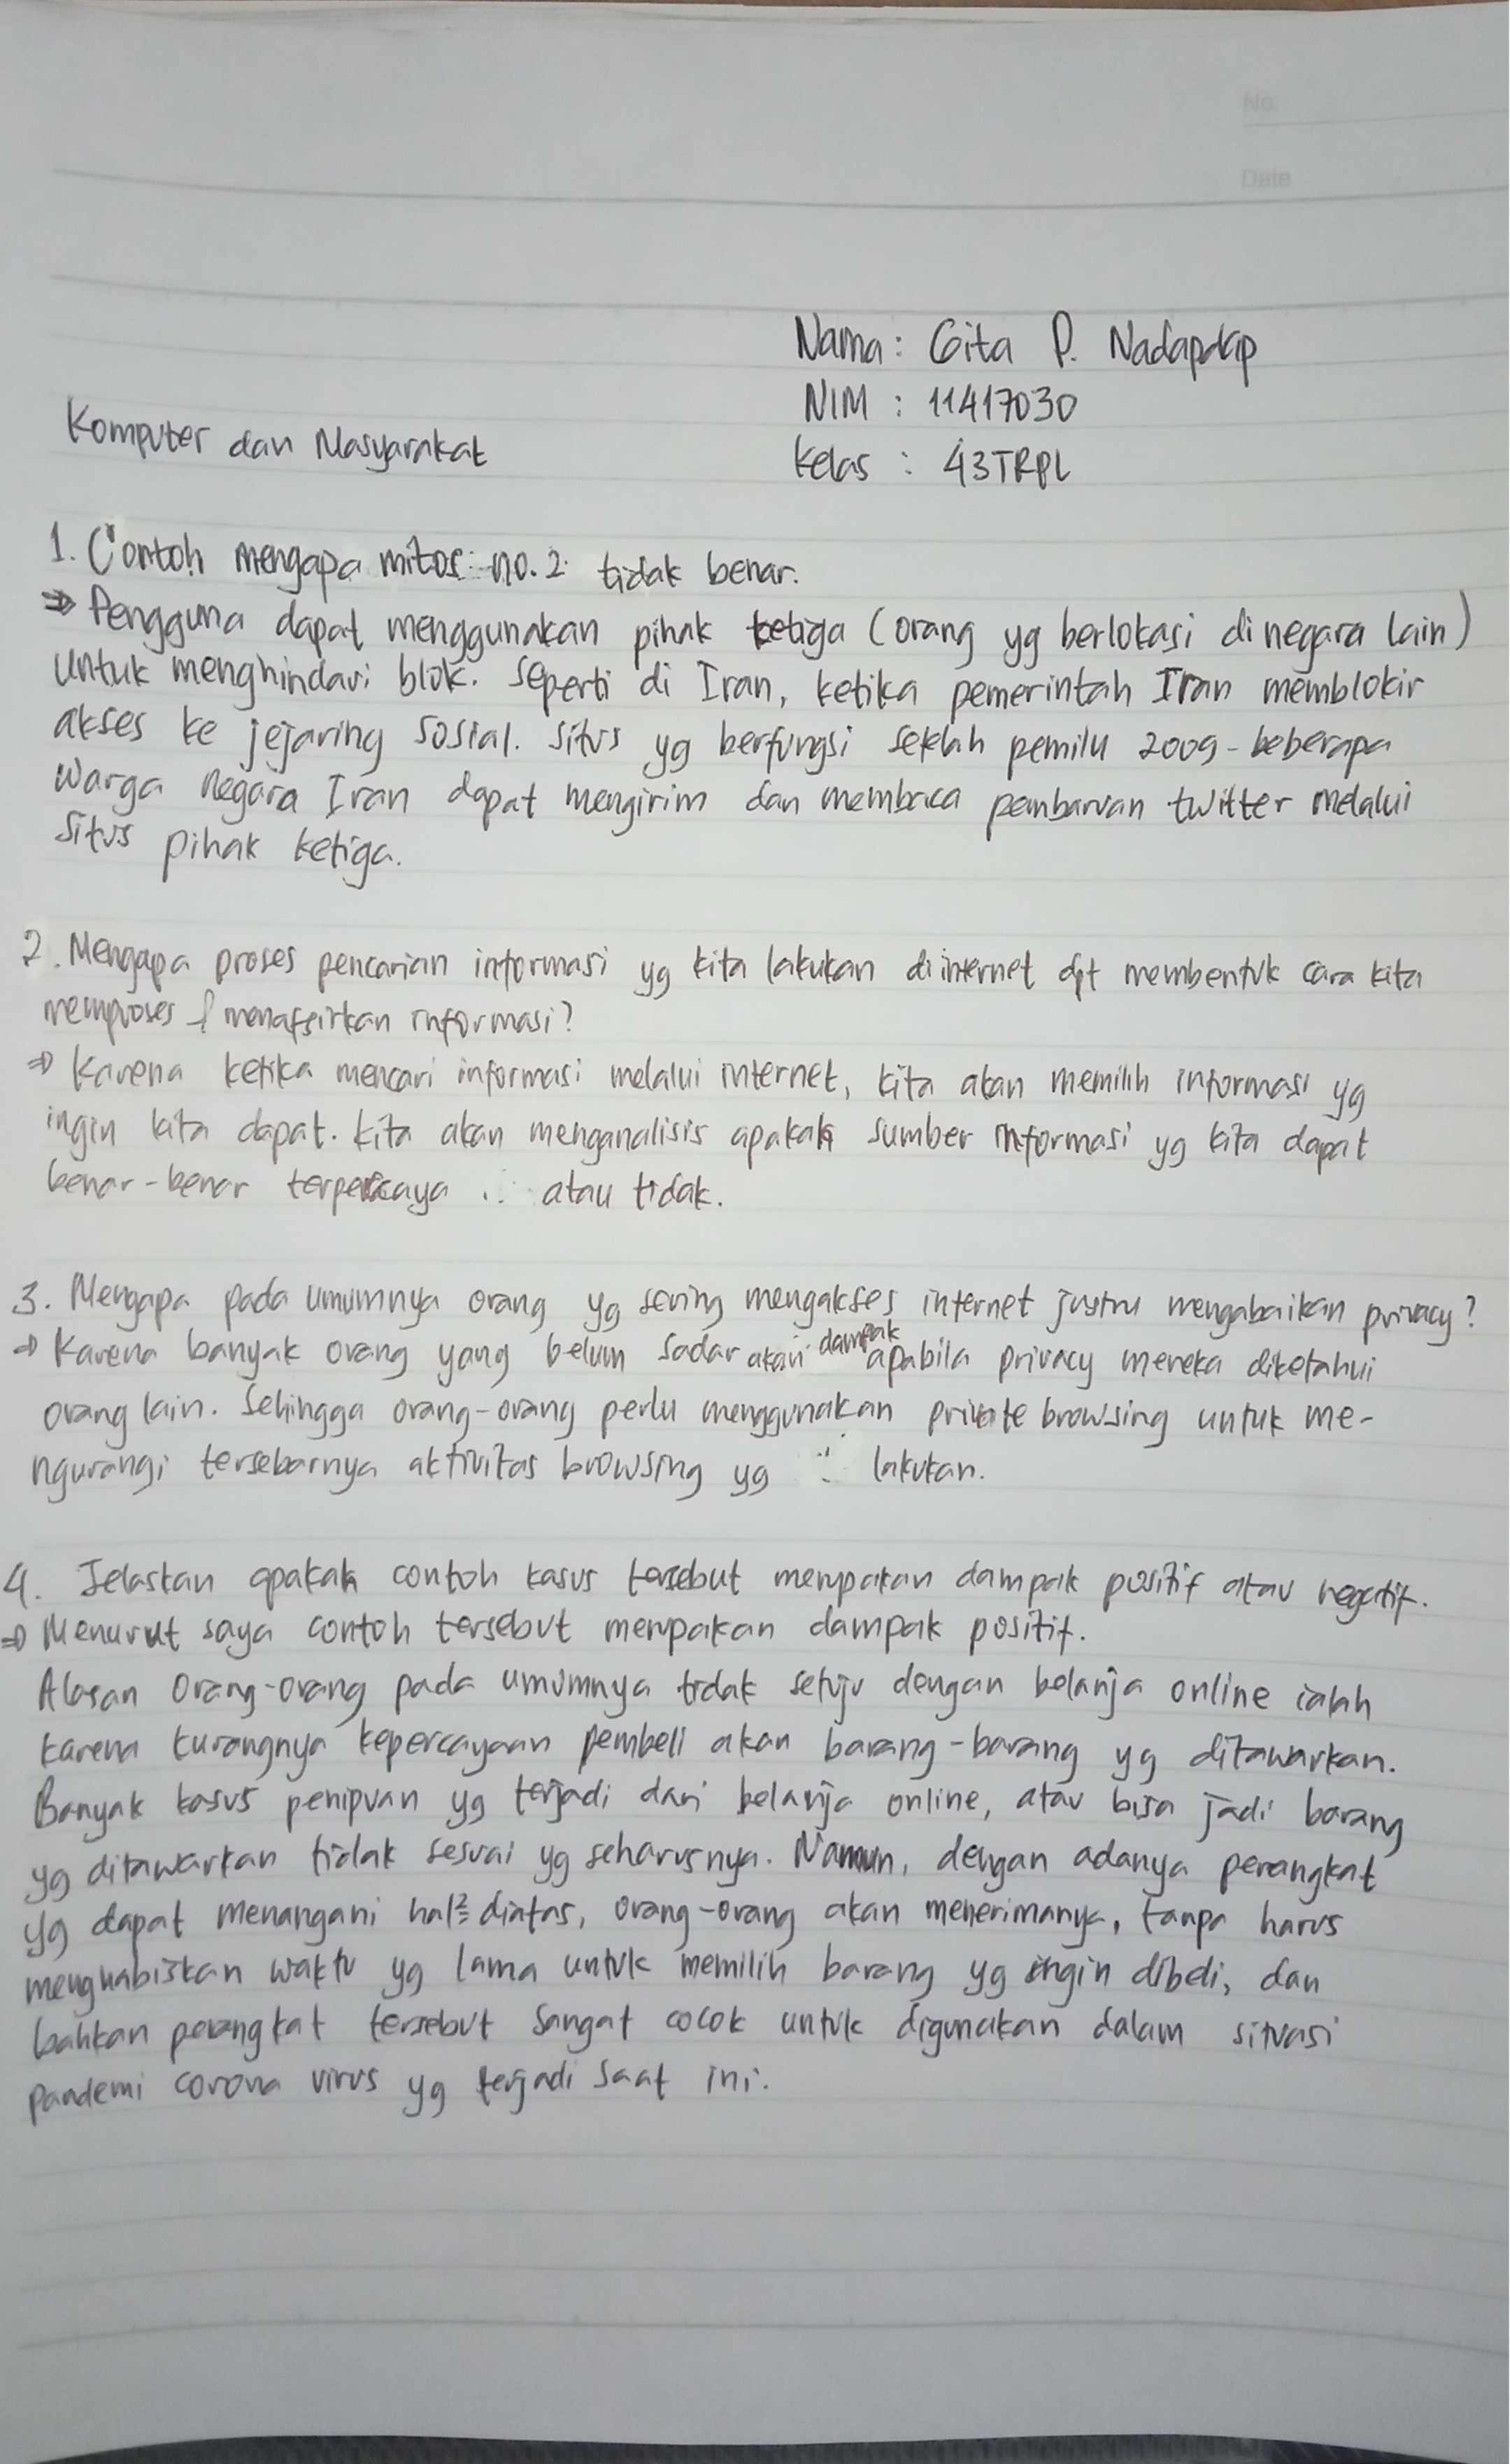 No.
Date
Nama : Gita P. Nadapdap
NIM : 11417030
Komputer dan Masyarakat
Kelas : 43TRPL
1. Contoh mengapa mitos no. 2 tidak benar.
⇒ Pengguna dapat menggunakan pihak ketiga (orang yg berlokasi di negara lain)
untuk menghindari blok. Seperti di Iran, ketika pemerintah Iran memblokir
akses ke jejaring sosial. Situs yg berfungsi setelah pemilu 2009 - beberapa
warga negara Iran dapat mengirim dan membaca pembaruan twitter melalui
situs pihak ketiga.
2. Mengapa proses pencarian informasi yg kita lakukan di internet dpt membentuk cara kita
memproses & menafsirkan informasi?
⇒ Karena ketika mencari informasi melalui internet, kita akan memilih informasi yg
ingin kita dapat. Kita akan menganalisis apakah sumber informasi yg kita dapat
benar-benar terpercaya atau tidak.
3. Mengapa pada umumnya orang yg sering mengakses internet justru mengabaikan privacy?
⇒ Karena banyak orang yang belum sadar akan dampak apabila privacy mereka diketahui
orang lain. Sehingga orang-orang perlu menggunakan private browsing untuk me-
ngurangi tersebarnya aktivitas browsing yg lakukan.
4. Jelaskan apakah contoh kasus tersebut merupakan dampak positif atau negatif.
⇒ Menurut saya contoh tersebut merupakan dampak positif.
Alasan Orang-orang pada umumnya tidak setuju dengan belanja online ialah
karena kurangnya kepercayaan pembeli akan barang-barang yg ditawarkan.
Banyak kasus penipuan yg terjadi dari belanja online, atau bisa jadi barang
yg ditawarkan tidak sesuai yg seharusnya. Namun, dengan adanya perangkat
yg dapat menangani hal² diatas, orang-orang akan menerimanya, tanpa harus
menghabiskan waktu yg lama untuk memilih barang yg ingin dibeli, dan
bahkan perangkat tersebut sangat cocok untuk digunakan dalam situasi
pandemi corona virus yg terjadi saat ini.